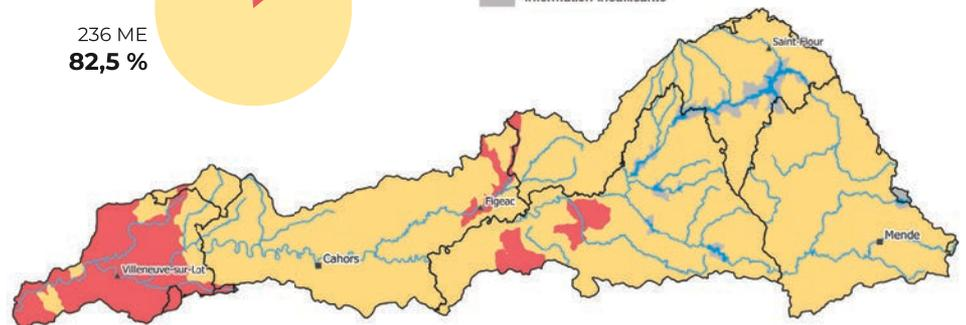 236 ME
82,5 %
Saint-Flour
Figeac
Mende
Cahors
Villeneuve-sur-Lot